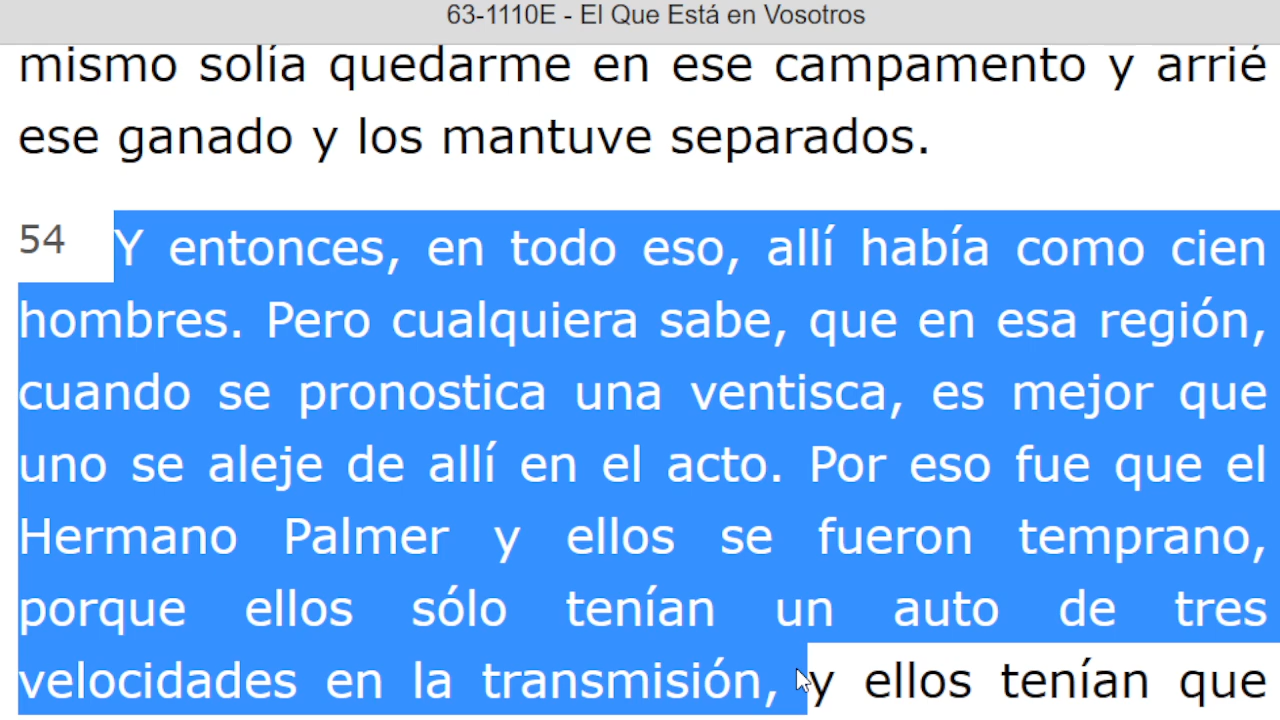 63-1110E - El Que Está en Vosotros
mismo solía quedarme en ese campamento y arrié
ese ganado y los mantuve separados.
54 Y entonces, en todo eso, allí había como cien
hombres. Pero cualquiera sabe, que en esa región,
cuando se pronostica una ventisca, es mejor que
uno se aleje de allí en el acto. Por eso fue que el
Hermano Palmer y ellos se fueron temprano,
porque ellos sólo tenían un auto de tres
velocidades en la transmisión, y ellos tenían que